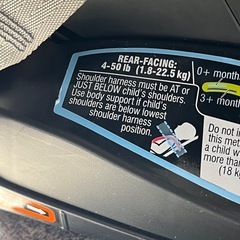 REAR-FACING:
4-50 lb (1.8-22.5 kg)
Shoulder harness must be AT or
JUST BELOW child's shoulders.
Use body support if child's
shoulders are below lowest
shoulder harness
position.
0+ month
3+ month
Do not i
this met
a child w
more tha
(18 k